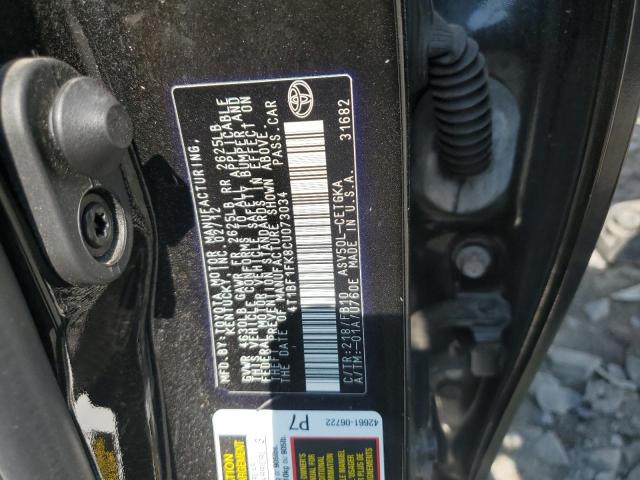 MFD. BY: TOYOTA MOTOR MANUFACTURING,
KENTUCKY, INC. 02/12
GVWR 4630LB GAWR FR 2625LB RR 2625LB
THIS VEHICLE CONFORMS TO ALL APPLICABLE
FEDERAL MOTOR VEHICLE SAFETY, BUMPER, AND
THEFT PREVENTION STANDARDS IN EFFECT ON
THE DATE OF MANUFACTURE SHOWN ABOVE.
4T1BF1FK8CU073034 PASS. CAR
31682
C/TR: 218/FB10 ASV50L-CETGKA
A/TM: -01A/U760E MADE IN U.S.A.
42661-06722
P7